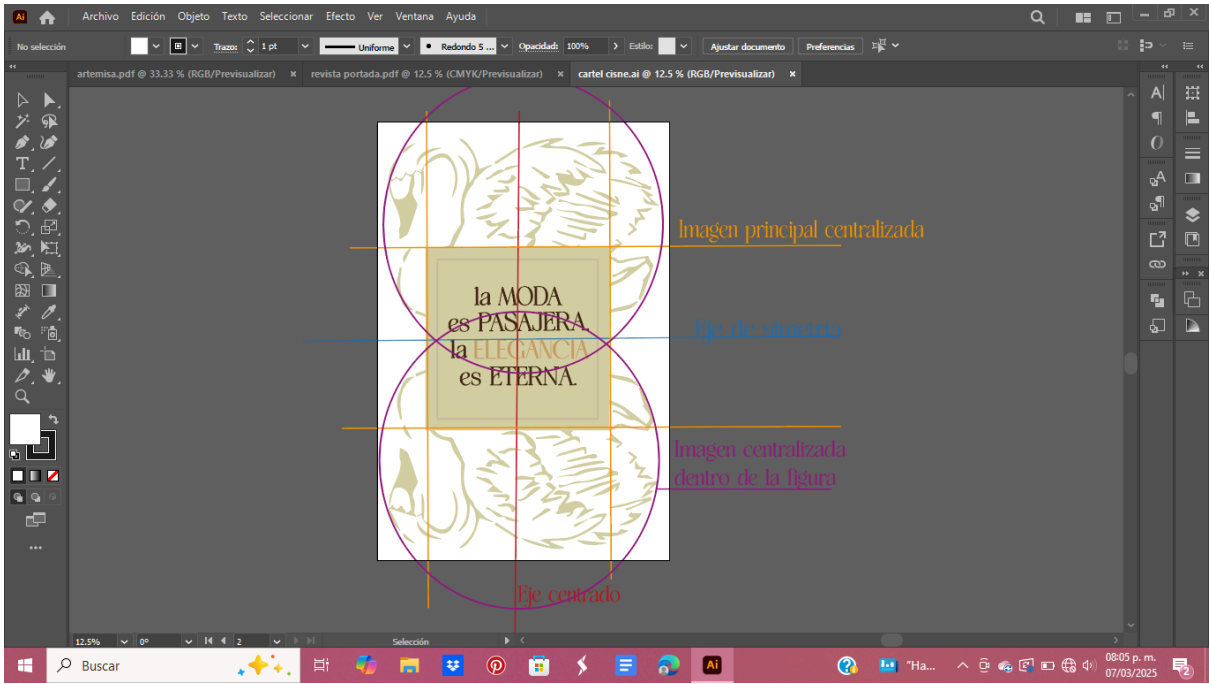 Ai
Archivo Edición Objeto Texto Seleccionar Efecto Ver Ventana Ayuda
No selección
Trazo: 1 pt
Uniforme
Redondo 5 ...
Opacidad: 100%
Estilo:
Ajustar documento
Preferencias
artemisa.pdf @ 33.33 % (RGB/Previsualizar) ×
revista portada.pdf @ 12.5 % (CMYK/Previsualizar) ×
cartel cisne.ai @ 12.5 % (RGB/Previsualizar) ×
Imagen principal centralizada
la MODA
es PASAJERA,
la ELEGANCIA
es ETERNA.
Eje de simetria
Imagen centralizada
dentro de la figura
Eje centrado
12.5% 0° 2 Selección
Buscar
Ai
"Ha...
08:05 p. m.
07/03/2025
2